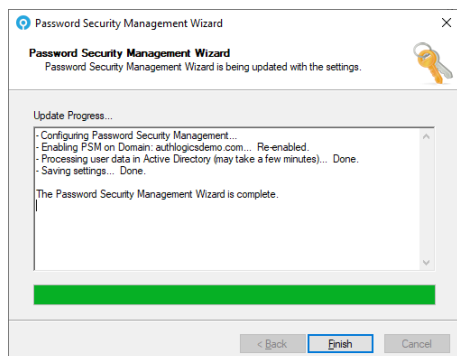 Password Security Management Wizard
Password Security Management Wizard
Password Security Management Wizard is being updated with the settings.
Update Progress...
- Configuring Password Security Management...
- Enabling PSM on Domain: authlogicsdemo.com... Re-enabled.
- Processing user data in Active Directory (may take a few minutes)... Done.
- Saving settings... Done.
The Password Security Management Wizard is complete.
< Back
Finish
Cancel